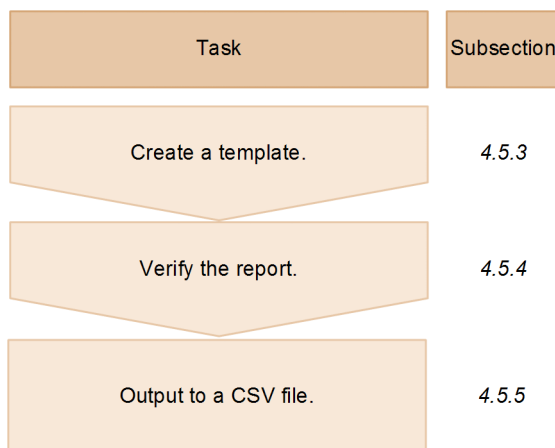 Task
Subsection
Create a template.
4.5.3
Verify the report.
4.5.4
Output to a CSV file.
4.5.5